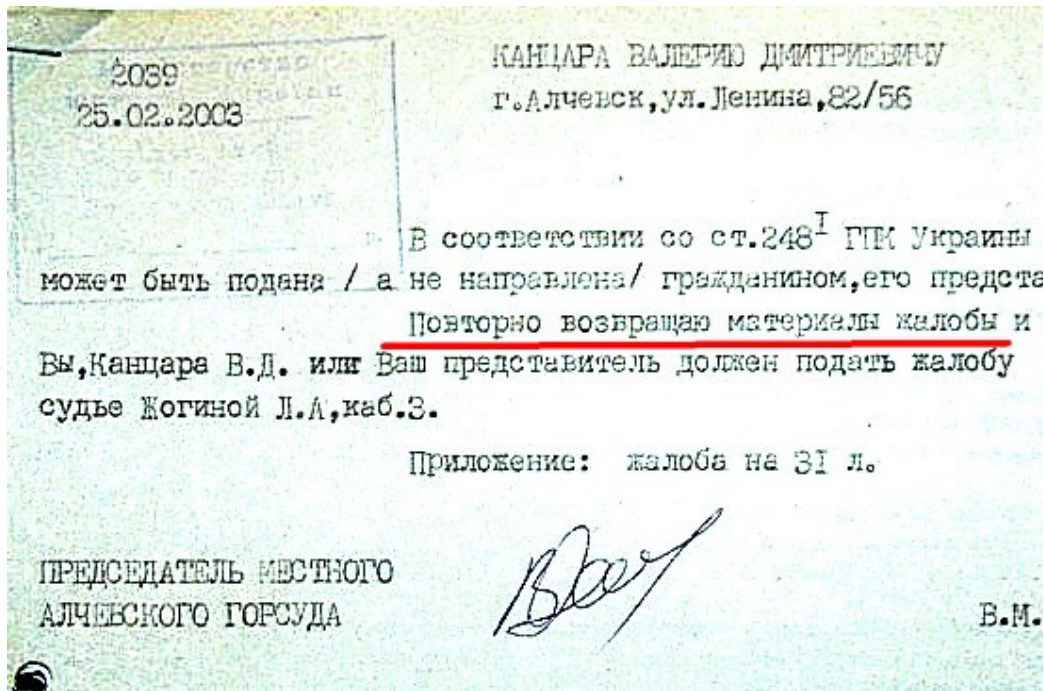 2039
25.02.2003
КАНЦАРА ВАЛЕРИЮ ДМИТРИЕВИЧУ
г.Алчевск,ул.Ленина,82/56
В соответствии со ст.248I ГПК Украины
может быть подана / а не направлена/ гражданином,его предста
Повторно возвращаю материалы жалобы и
Вы,Канцара В.Д. или Ваш представитель должен подать жалобу
судье Жогиной Л.А,каб.3.
Приложение: жалоба на 3I л.
ПРЕДСЕДАТЕЛЬ МЕСТНОГО
АЛЧЕВСКОГО ГОРСУДА
В.М.